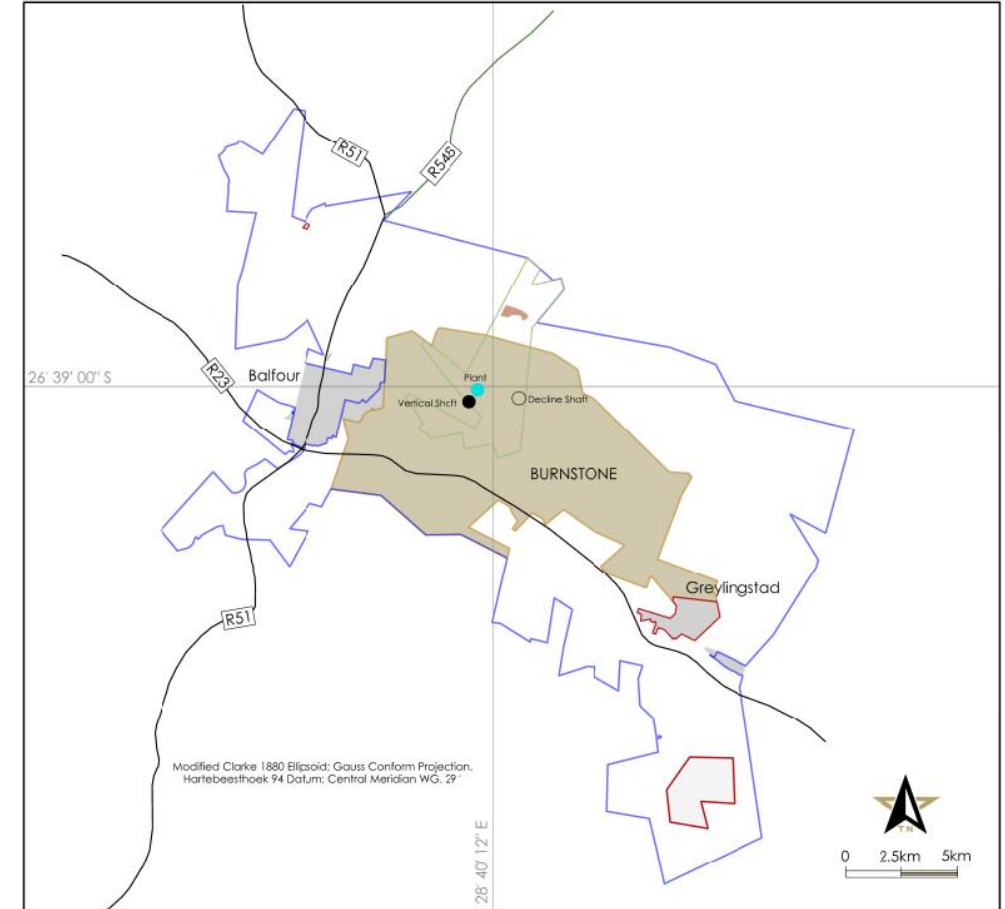 R51
R548
26° 39' 00" S
R23
Balfour
Plant
Vertical Shaft
Decline Shaft
BURNSTONE
Greylingstad
R51
Modified Clarke 1880 Ellipsoid; Gauss Conform Projection.
Hartebeesthoek 94 Datum; Central Meridian WG. 29°
28° 40' 12" E
TN
0 2.5km 5km